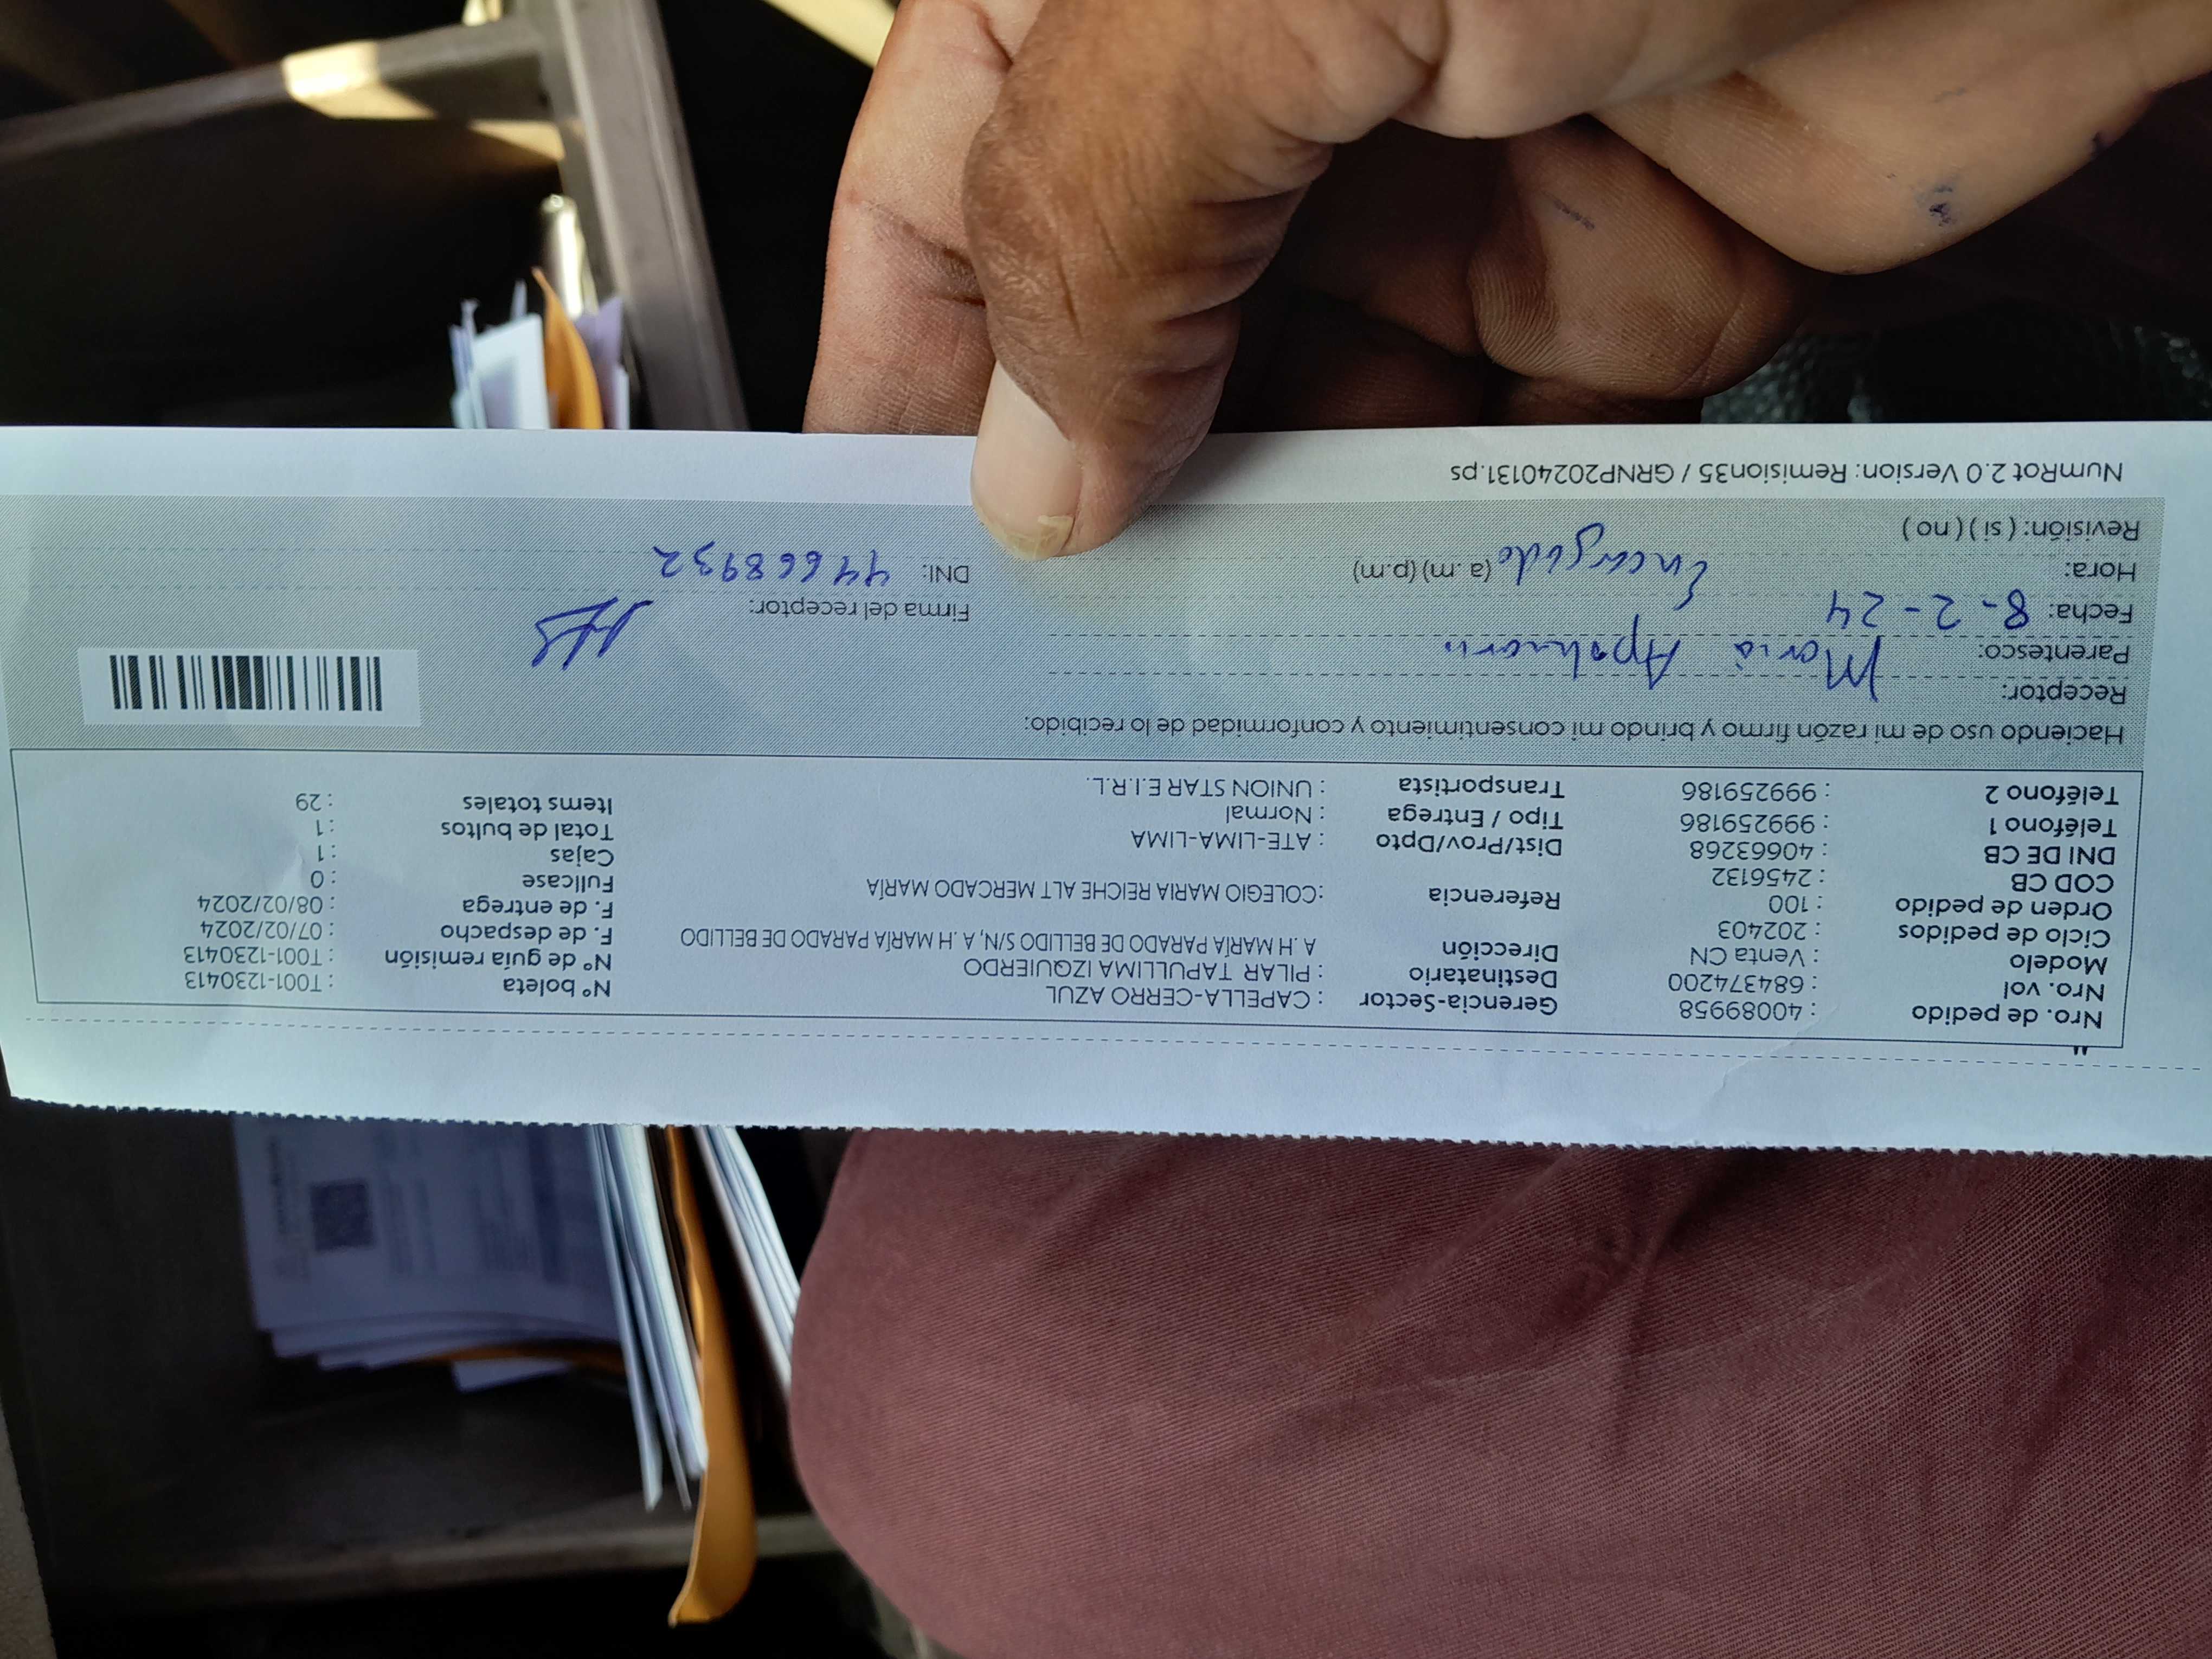 Nro. de pedido : 40089958 Gerencia-Sector : CAPELLA-CERRO AZUL N° boleta : T001-1230413
Nro. vol : 684374200 Destinatario : PILAR TAPULLIMA IZQUIERDO N° de guía remisión : T001-1230413
Modelo : Venta CN Dirección A .H MARÍA PARADO DE BELLIDO S/N, A .H MARÍA PARADO DE BELLIDO F. de despacho : 07/02/2024
Ciclo de pedidos : 202403 F. de entrega : 08/02/2024
Orden de pedido : 100 Referencia : COLEGIO MARIA REICHE ALT MERCADO MARÍA Fullcase : 0
COD CB : 2456132 Cajas : 1
DNI DE CB : 40663268 Dist/Prov/Dpto : ATE-LIMA-LIMA Total de bultos : 1
Teléfono 1 : 999259186 Tipo / Entrega : Normal Items totales : 29
Teléfono 2 : 999259186 Transportista : UNION STAR E.I.R.L.
Haciendo uso de mi razón firmo y brindo mi consentimiento y conformidad de lo recibido:
Receptor:
Parentesco: Maria
Fecha: 8-2-24 Firma del receptor:
Hora: Encargado (a .m) (p.m) DNI: 44668932
Revisión: ( si ) ( no )
NumRot 2.0 Version: Remision35 / GRNP20240131.ps